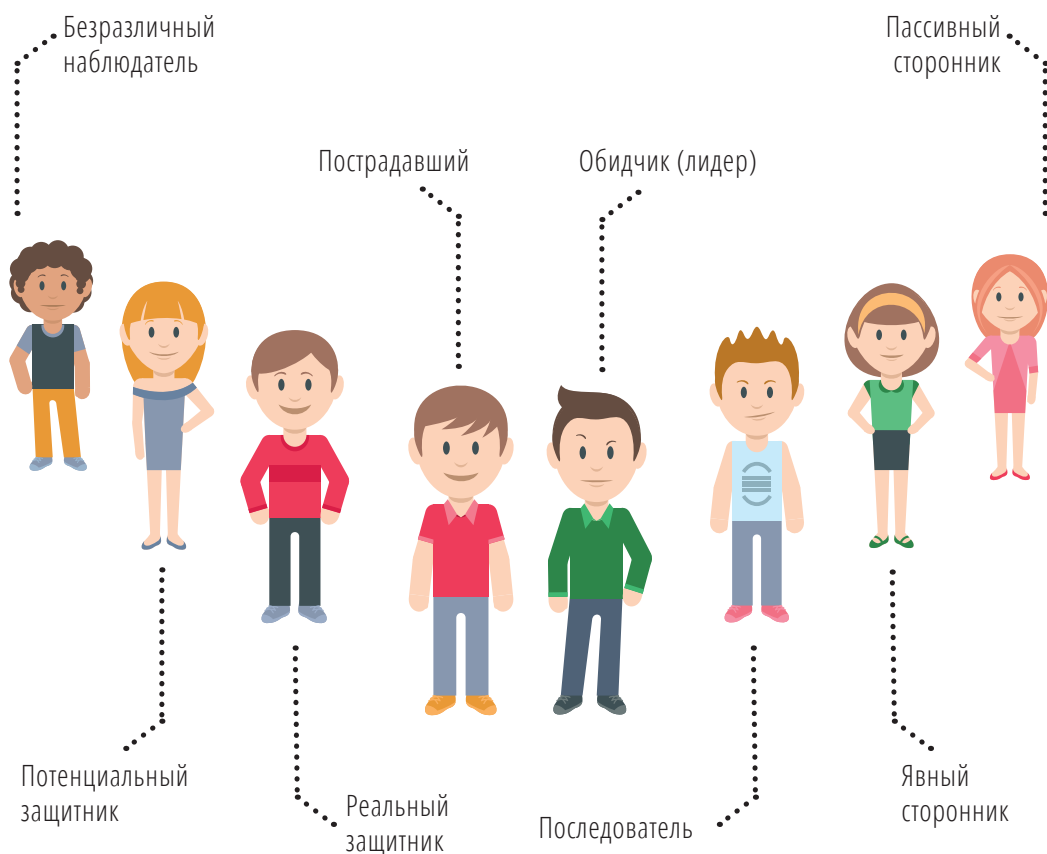 Безразличный
наблюдатель
Пассивный
сторонник
Пострадавший
Обидчик (лидер)
Потенциальный
защитник
Реальный
защитник
Последователь
Явный
сторонник